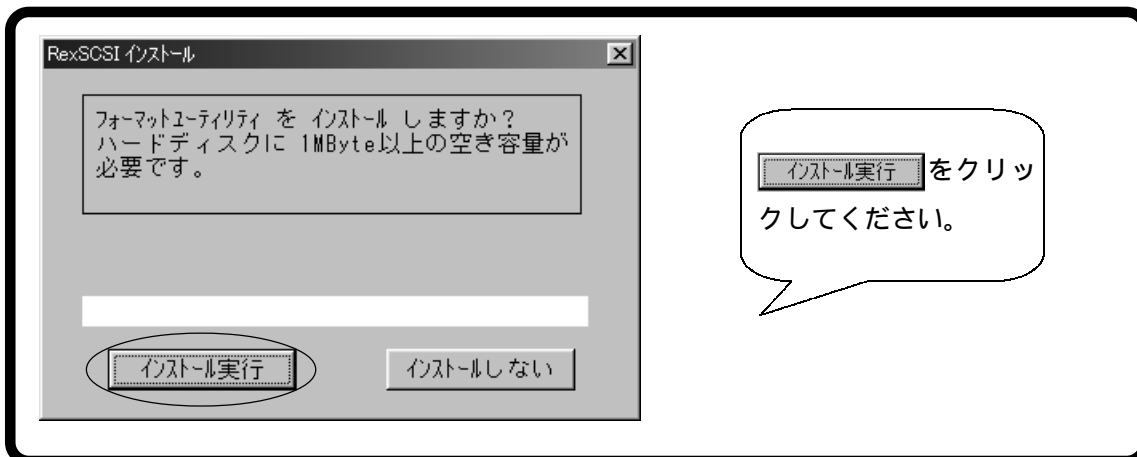 RexSCSI ｲﾝｽﾄｰﾙ
ﾌｫｰﾏｯﾄﾕｰﾃｨﾘﾃｨ を ｲﾝｽﾄｰﾙ しますか？
ハードディスクに 1MByte以上の空き容量が
必要です。
ｲﾝｽﾄｰﾙ実行
ｲﾝｽﾄｰﾙしない
ｲﾝｽﾄｰﾙ実行 をクリッ
クしてください。